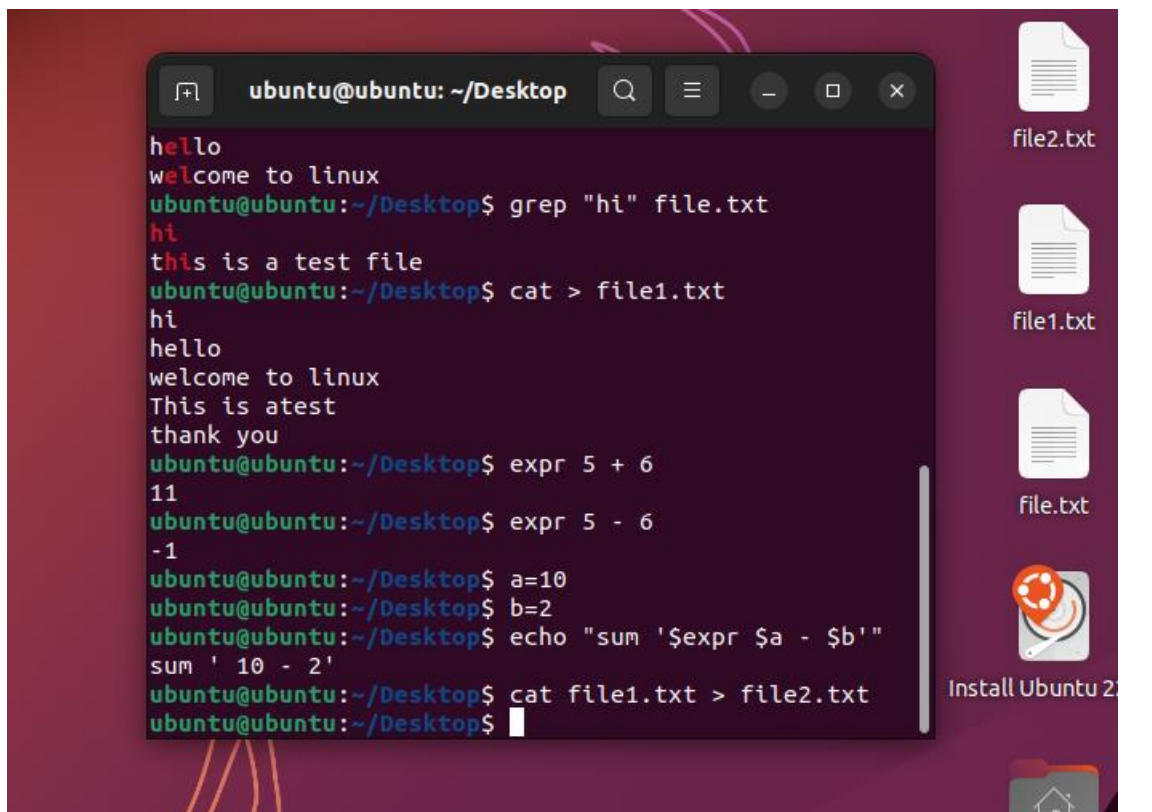 ubuntu@ubuntu: ~/Desktop
hello
welcome to linux
ubuntu@ubuntu:~/Desktop$ grep "hi" file.txt
hi
this is a test file
ubuntu@ubuntu:~/Desktop$ cat > file1.txt
hi
hello
welcome to linux
This is atest
thank you
ubuntu@ubuntu:~/Desktop$ expr 5 + 6
11
ubuntu@ubuntu:~/Desktop$ expr 5 - 6
-1
ubuntu@ubuntu:~/Desktop$ a=10
ubuntu@ubuntu:~/Desktop$ b=2
ubuntu@ubuntu:~/Desktop$ echo "sum '$expr $a - $b'"
sum ' 10 - 2'
ubuntu@ubuntu:~/Desktop$ cat file1.txt > file2.txt
ubuntu@ubuntu:~/Desktop$
file2.txt
file1.txt
file.txt
Install Ubuntu